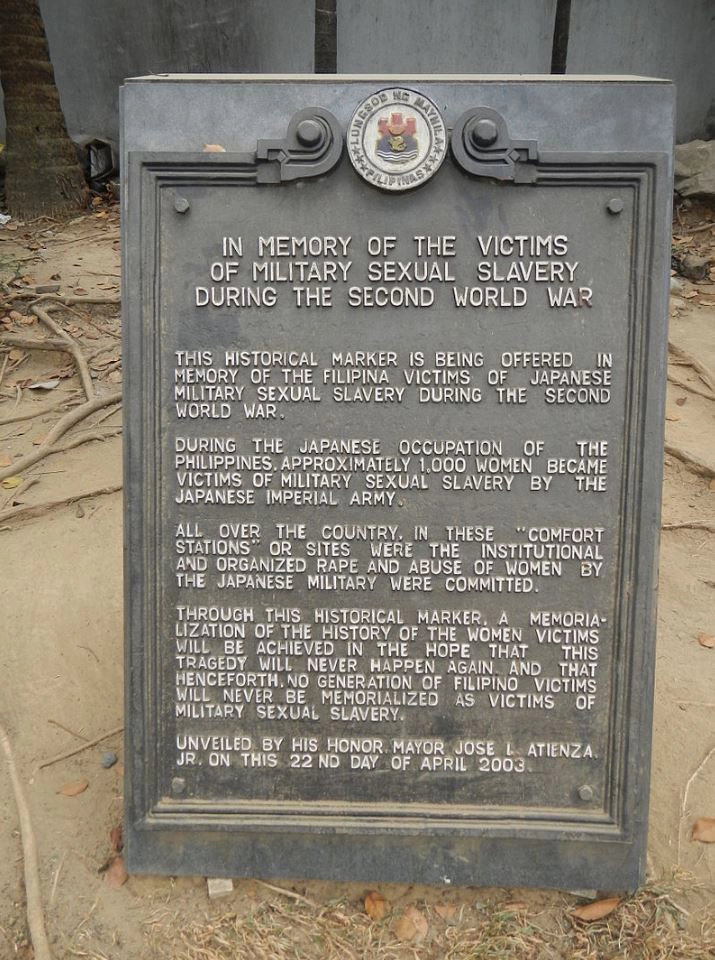 LUNGSOD NG MAYNILA
PILIPINAS
IN MEMORY OF THE VICTIMS
OF MILITARY SEXUAL SLAVERY
DURING THE SECOND WORLD WAR
THIS HISTORICAL MARKER IS BEING OFFERED IN
MEMORY OF THE FILIPINA VICTIMS OF JAPANESE
MILITARY SEXUAL SLAVERY DURING THE SECOND
WORLD WAR.
DURING THE JAPANESE OCCUPATION OF THE
PHILIPPINES, APPROXIMATELY 1,000 WOMEN BECAME
VICTIMS OF MILITARY SEXUAL SLAVERY BY THE
JAPANESE IMPERIAL ARMY.
ALL OVER THE COUNTRY, IN THESE "COMFORT
STATIONS" OR SITES WERE THE INSTITUTIONAL
AND ORGANIZED RAPE AND ABUSE OF WOMEN BY
THE JAPANESE MILITARY WERE COMMITTED.
THROUGH THIS HISTORICAL MARKER, A MEMORIA-
LIZATION OF THE HISTORY OF THE WOMEN VICTIMS
WILL BE ACHIEVED IN THE HOPE THAT THIS
TRAGEDY WILL NEVER HAPPEN AGAIN. AND THAT
HENCEFORTH, NO GENERATION OF FILIPINO VICTIMS
WILL NEVER BE MEMORIALIZED AS VICTIMS OF
MILITARY SEXUAL SLAVERY.
UNVEILED BY HIS HONOR MAYOR JOSE L. ATIENZA,
JR. ON THIS 22ND DAY OF APRIL 2003.